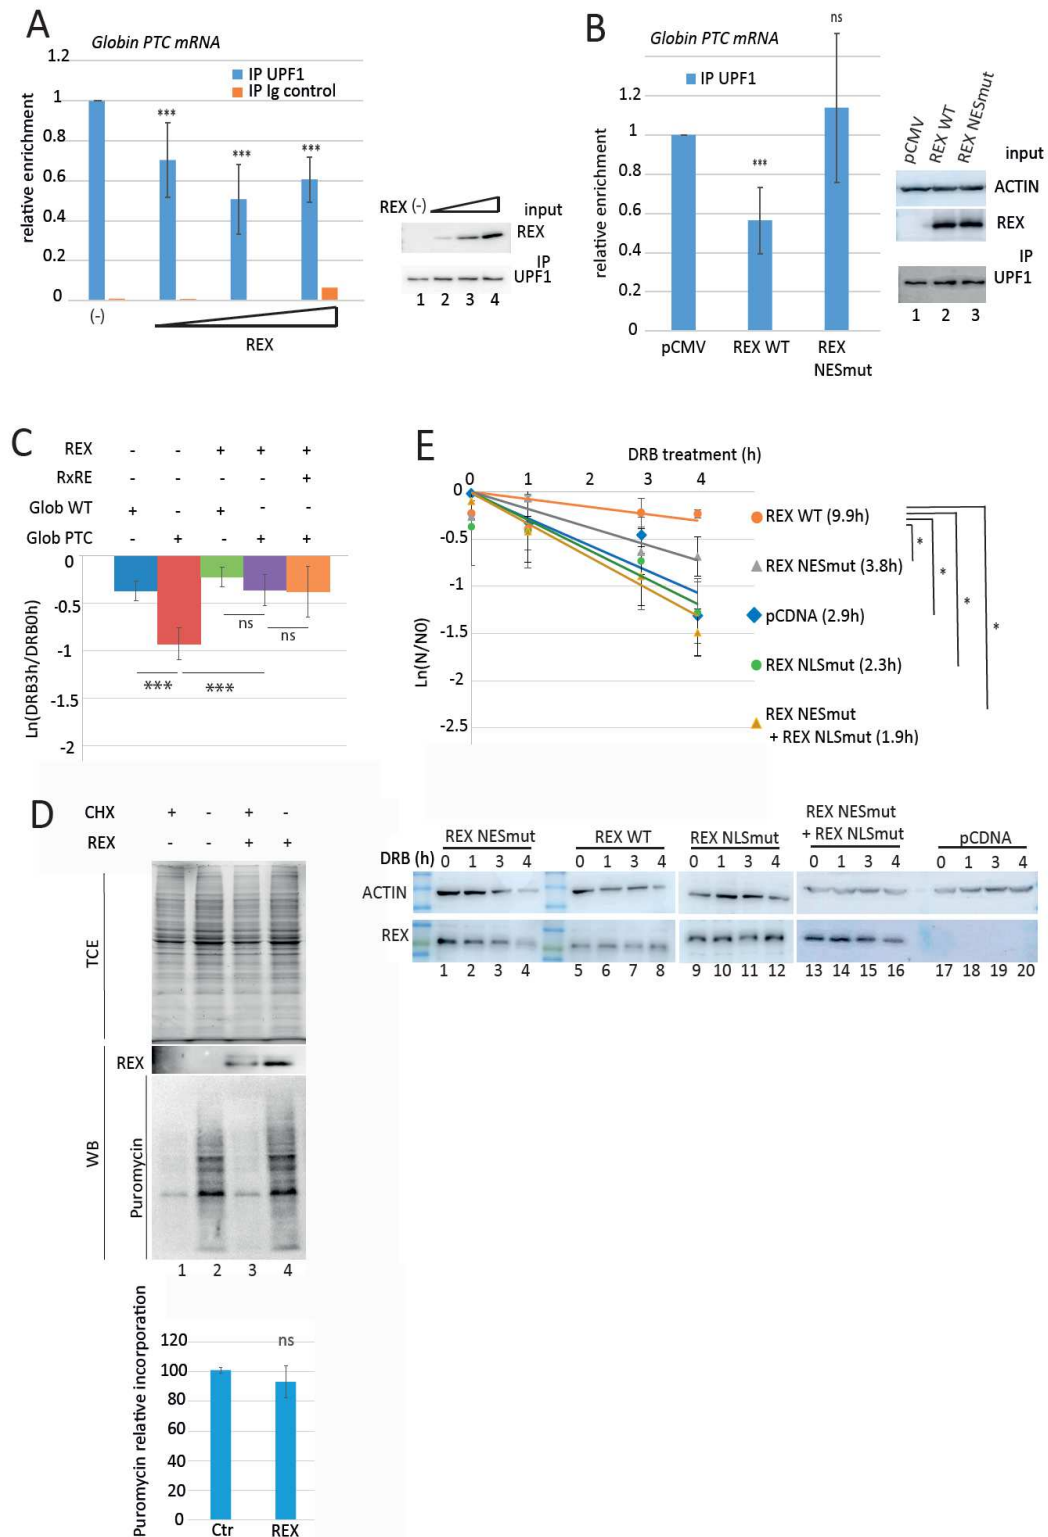 A
Globin PTC mRNA
IP UPF1
IP Ig control
relative enrichment
1.2
1
0.8
0.6
0.4
0.2
0
*** *** ***
(-)
REX
REX (-)
input
REX
IP
UPF1
1 2 3 4
B
Globin PTC mRNA
IP UPF1
relative enrichment
1.2
1
0.8
0.6
0.4
0.2
0
***
ns
pCMV REX WT REX NESmut
pCMV REX WT REX NESmut
input
ACTIN
REX
IP
UPF1
1 2 3
C
REX - - + + +
RxRE - - - - +
Glob WT + - + - -
Glob PTC - + - + +
Ln(DRB3h/DRB0h)
0
-0.5
-1
-1.5
-2
ns
ns
*** ***
E
DRB treatment (h)
0 1 2 3 4
Ln(N/N0)
0
-0.5
-1
-1.5
-2
-2.5
REX WT (9.9h)
REX NESmut (3.8h)
pCDNA (2.9h)
REX NLSmut (2.3h)
REX NESmut
+ REX NLSmut (1.9h)
*
*
*
*
REX NESmut REX WT REX NLSmut REX NESmut + REX NLSmut pCDNA
DRB (h) 0 1 3 4 0 1 3 4 0 1 3 4 0 1 3 4 0 1 3 4
ACTIN
REX
1 2 3 4 5 6 7 8 9 10 11 12 13 14 15 16 17 18 19 20
D
CHX + - + -
REX - - + +
TCE
REX
WB
Puromycin
1 2 3 4
Puromycin relative incorporation
120
100
80
60
40
20
0
ns
Ctr REX